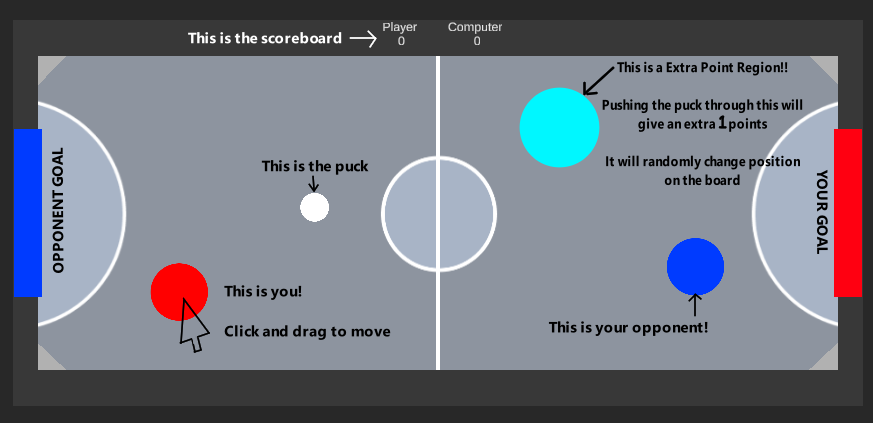 This is the scoreboard
Player
0
Computer
0
This is a Extra Point Region!!
Pushing the puck through this will
give an extra 1 points
It will randomly change position
on the board
This is the puck
OPPONENT GOAL
YOUR GOAL
This is you!
Click and drag to move
This is your opponent!